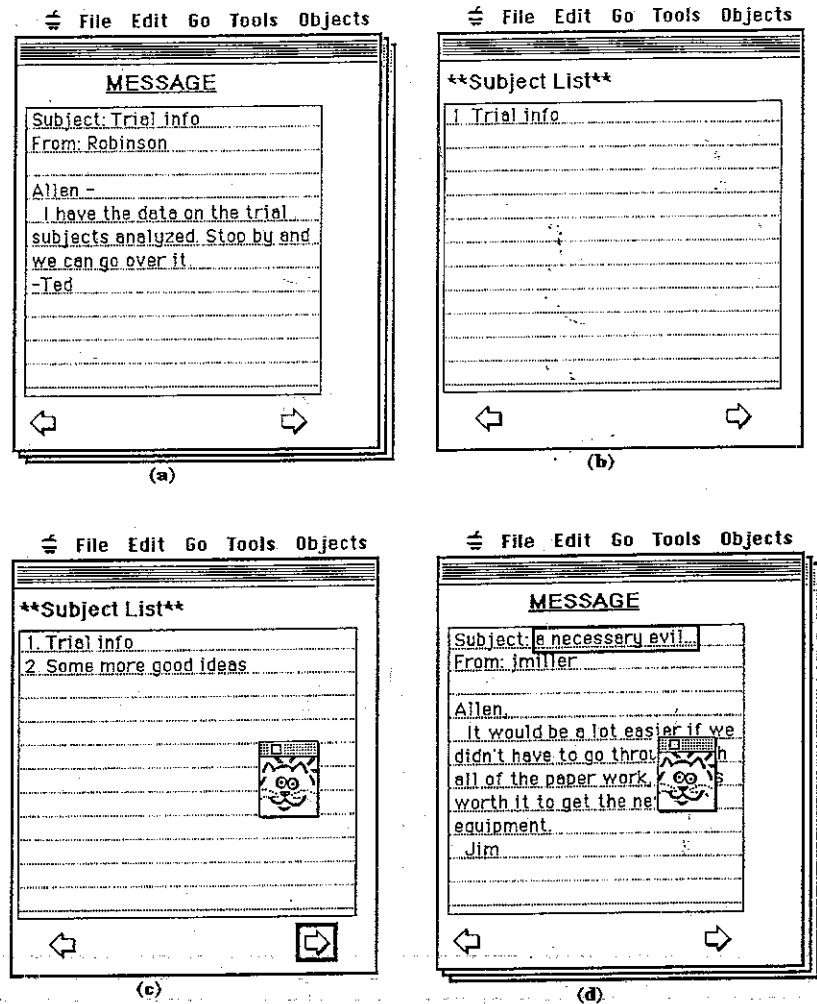 File Edit Go Tools Objects
MESSAGE
Subject: Trial info
From: Robinson
Allen -
I have the data on the trial
subjects analyzed. Stop by and
we can go over it.
-Ted
(a)
File Edit Go Tools Objects
**Subject List**
1. Trial info
(b)
File Edit Go Tools Objects
**Subject List**
1. Trial info
2. Some more good ideas
(c)
File Edit Go Tools Objects
MESSAGE
Subject: a necessary evil...
From: jmiller
Allen,
It would be a lot easier if we
didn't have to go
all of the paper work,
worth it to get the
equipment.
Jim
(d)